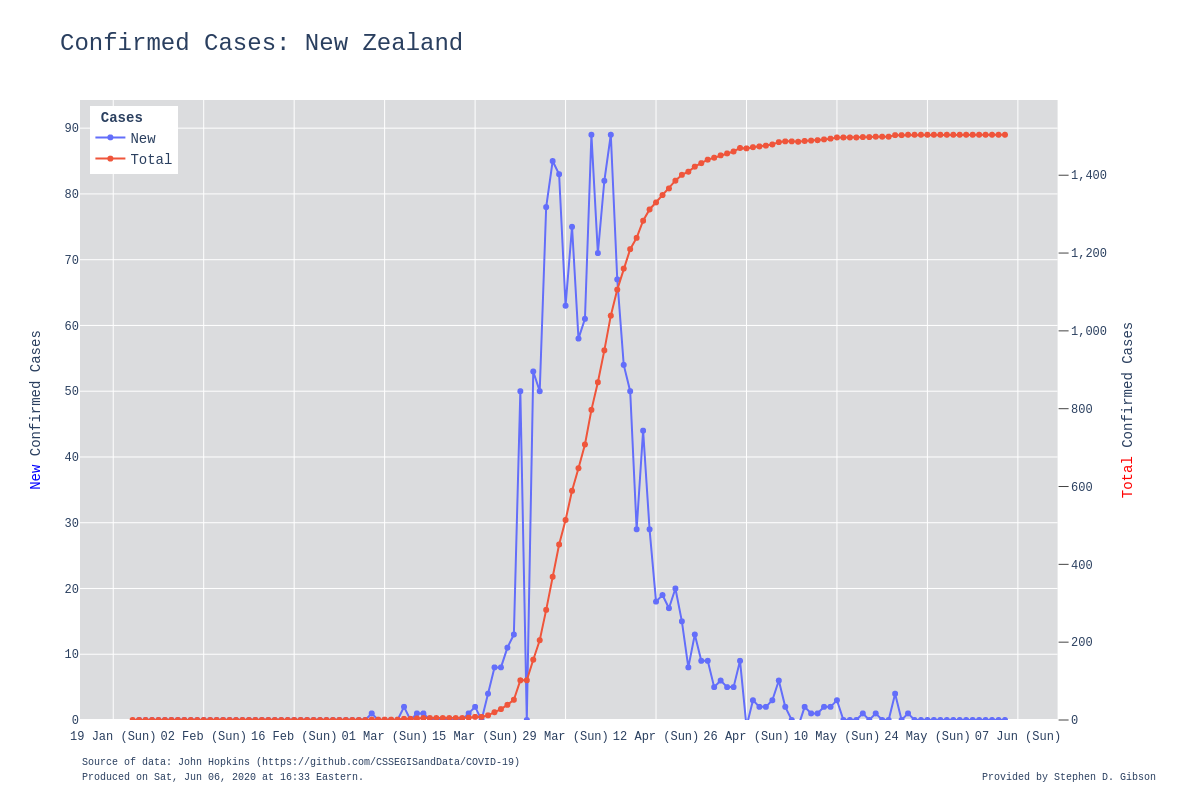 Confirmed Cases: New Zealand
Cases
New
Total
90
80
70
60
50
40
30
20
10
0
New Confirmed Cases
1,400
1,200
1,000
800
600
400
200
0
Total Confirmed Cases
19 Jan (Sun) 02 Feb (Sun) 16 Feb (Sun) 01 Mar (Sun) 15 Mar (Sun) 29 Mar (Sun) 12 Apr (Sun) 26 Apr (Sun) 10 May (Sun) 24 May (Sun) 07 Jun (Sun)
Source of data: John Hopkins (https://github.com/CSSEGISandData/COVID-19)
Produced on Sat, Jun 06, 2020 at 16:33 Eastern.
Provided by Stephen D. Gibson